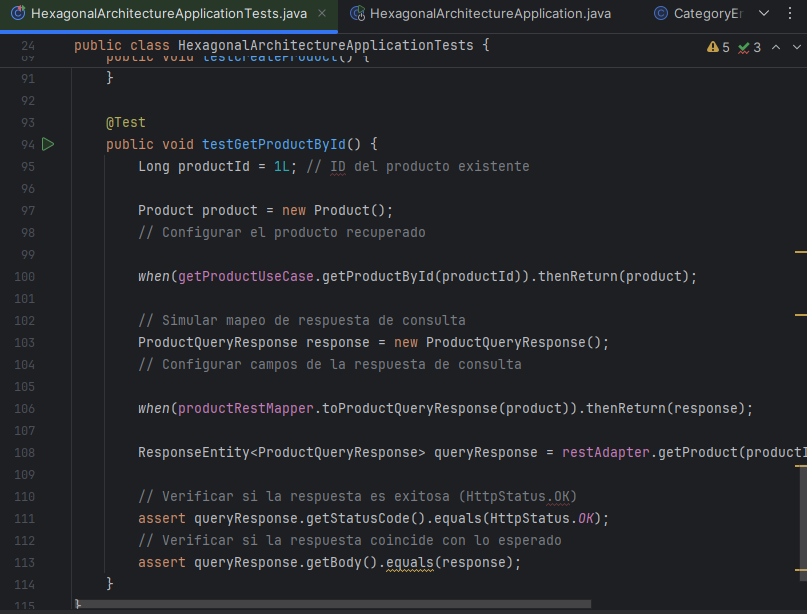 HexagonalArchitectureApplicationTests.java
HexagonalArchitectureApplication.java
CategoryEr
24 public class HexagonalArchitectureApplicationTests { 5 3
89 public void testCreateProduct() {
91 }
92
93 @Test
94 public void testGetProductById() {
95 Long productId = 1L; // ID del producto existente
96
97 Product product = new Product();
98 // Configurar el producto recuperado
99
100 when(getProductUseCase.getProductById(productId)).thenReturn(product);
101
102 // Simular mapeo de respuesta de consulta
103 ProductQueryResponse response = new ProductQueryResponse();
104 // Configurar campos de la respuesta de consulta
105
106 when(productRestMapper.toProductQueryResponse(product)).thenReturn(response);
107
108 ResponseEntity<ProductQueryResponse> queryResponse = restAdapter.getProduct(productI
109
110 // Verificar si la respuesta es exitosa (HttpStatus.OK)
111 assert queryResponse.getStatusCode().equals(HttpStatus.OK);
112 // Verificar si la respuesta coincide con lo esperado
113 assert queryResponse.getBody().equals(response);
114 }
115 }